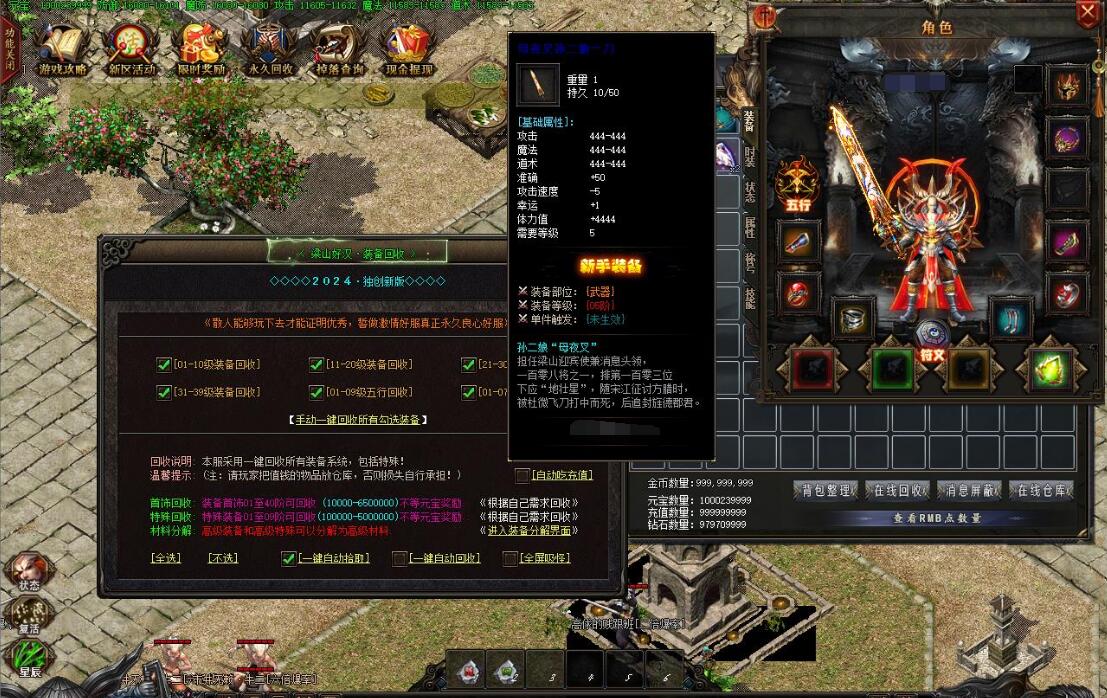 功能关闭
游戏攻略
新区活动
限时奖励
永久回收
掉落查询
现金提现
母夜叉孙二娘一刀
重量 1
持久 10/50
[基础属性]:
攻击 444-444
魔法 444-444
道术 444-444
准确 +50
攻击速度 -5
幸运 +1
体力值 +4444
需要等级 5
新手装备
装备部位: [武器]
装备等级: [05阶]
单件触发: [未生效]
孙二娘“母夜叉”
担任梁山迎宾使兼消息头领,
一百零八将之一, 排第一百零三位
下应“地壮星”, 随宋江征讨方腊时,
被杜微飞刀打中而死, 后追封旌德郡君。
角色
装备
时装
状态
属性
称号
技能
五行
符文
梁山好汉·装备回收
◇◇◇◇2024·独创新版◇◇◇◇
《散人能够玩下去才能证明优秀, 暂做激情好服真正永久良心好服》
[01-10级装备回收]
[11-20级装备回收]
[21-30
[31-39级装备回收]
[01-09级五行回收]
[01-07
【手动一键回收所有勾选装备】
回收说明: 本服采用一键回收所有装备系统, 包括特殊!
温馨提示: (注: 请玩家把值钱的物品放仓库, 否则损失自行承担! )
[自动吃充值]
首饰回收: 装备首饰01至40阶可回收 (10000-6500000)不等元宝奖励 《根据自己需求回收》
特殊回收: 特殊装备01至09阶可回收(100000-5000000)不等元宝奖励 《根据自己需求回收》
材料分解: 高级装备和高级特殊可以分解为高级材料 《进入装备分解界面》
[全选]
[不选]
[一键自动拾取]
[一键自动回收]
[全屏吸怪]
金币数量:999,999,999
元宝数量: 1000239999
充值数量: 999999999
钻石数量: 979709999
背包整理
在线回收
消息屏蔽
在线仓库
查看RMB点数量
状态
复活
星辰
2
3
4
5
6